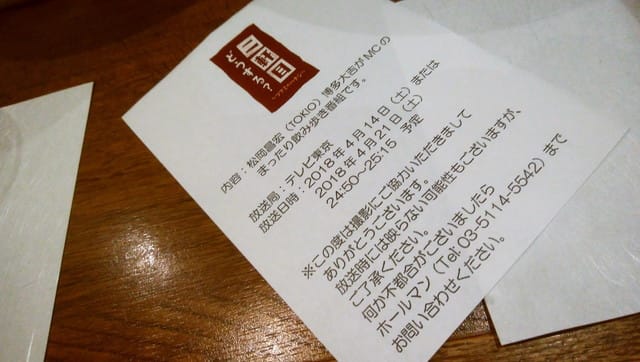 二軒目
どうする?
〜ツマミのハナシ〜
内容:松岡昌宏(TOKIO)博多大吉がMCの
まったり飲み歩き番組です。
放送局:テレビ東京
放送日時:2018年4月14日(土)または
2018年4月21日(土)
24:50〜25:15 予定
※この度は撮影にご協力いただきまして
ありがとうございます。
放送時には映らない可能性もございますが、
ご了承ください。
何か不都合がございましたら
ホールマン(Tel:03-5114-5542)まで
お問い合わせください。